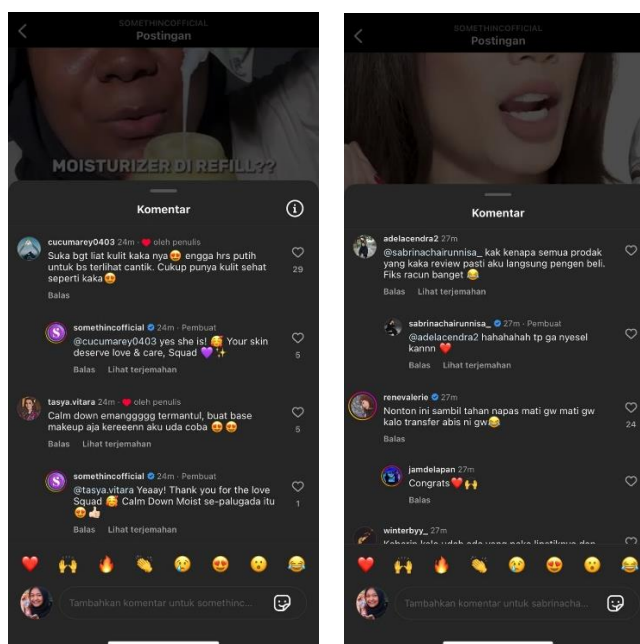 SOMETHINCOFFICIAL
Postingan
MOISTURIZER DI REFILL??
Komentar
cucumarey0403 24m · ❤️ oleh penulis
Suka bgt liat kulit kaka nya😍 engga hrs putih
untuk bs terlihat cantik. Cukup punya kulit sehat
seperti kaka😍
29
Balas
somethincofficial 24m · Pembuat
@cucumarey0403 yes she is! 🥰 Your skin
deserve love & care, Squad 💜✨
5
Balas Lihat terjemahan
tasya.vitara 24m · ❤️ oleh penulis
Calm down emanggggg termantul, buat base
makeup aja kereeenn aku uda coba 😍😍
5
Balas Lihat terjemahan
somethincofficial 24m · Pembuat
@tasya.vitara Yeaay! Thank you for the love
Squad 🥰 Calm Down Moist se-palugada itu
😍👍🏻
1
Balas Lihat terjemahan
Tambahkan komentar untuk somethinc...
SOMETHINCOFFICIAL
Postingan
Komentar
adelacendra2 27m
@sabrinachairunnisa_ kak kenapa semua prodak
yang kaka review pasti aku langsung pengen beli.
Fiks racun banget😂
Balas Lihat terjemahan
sabrinachairunnisa_ 27m · Pembuat
@adelacendra2 hahahahah tp ga nyesel
kannn ❤️
Balas Lihat terjemahan
renevalerie 27m
Nonton ini sambil tahan napas mati gw mati gw
kalo transfer abis ni gw😂
24
Balas
jamdelapan 27m
Congrats❤️🙌
Balas
winterbyy_ 27m
Tambahkan komentar untuk sabrinacha...